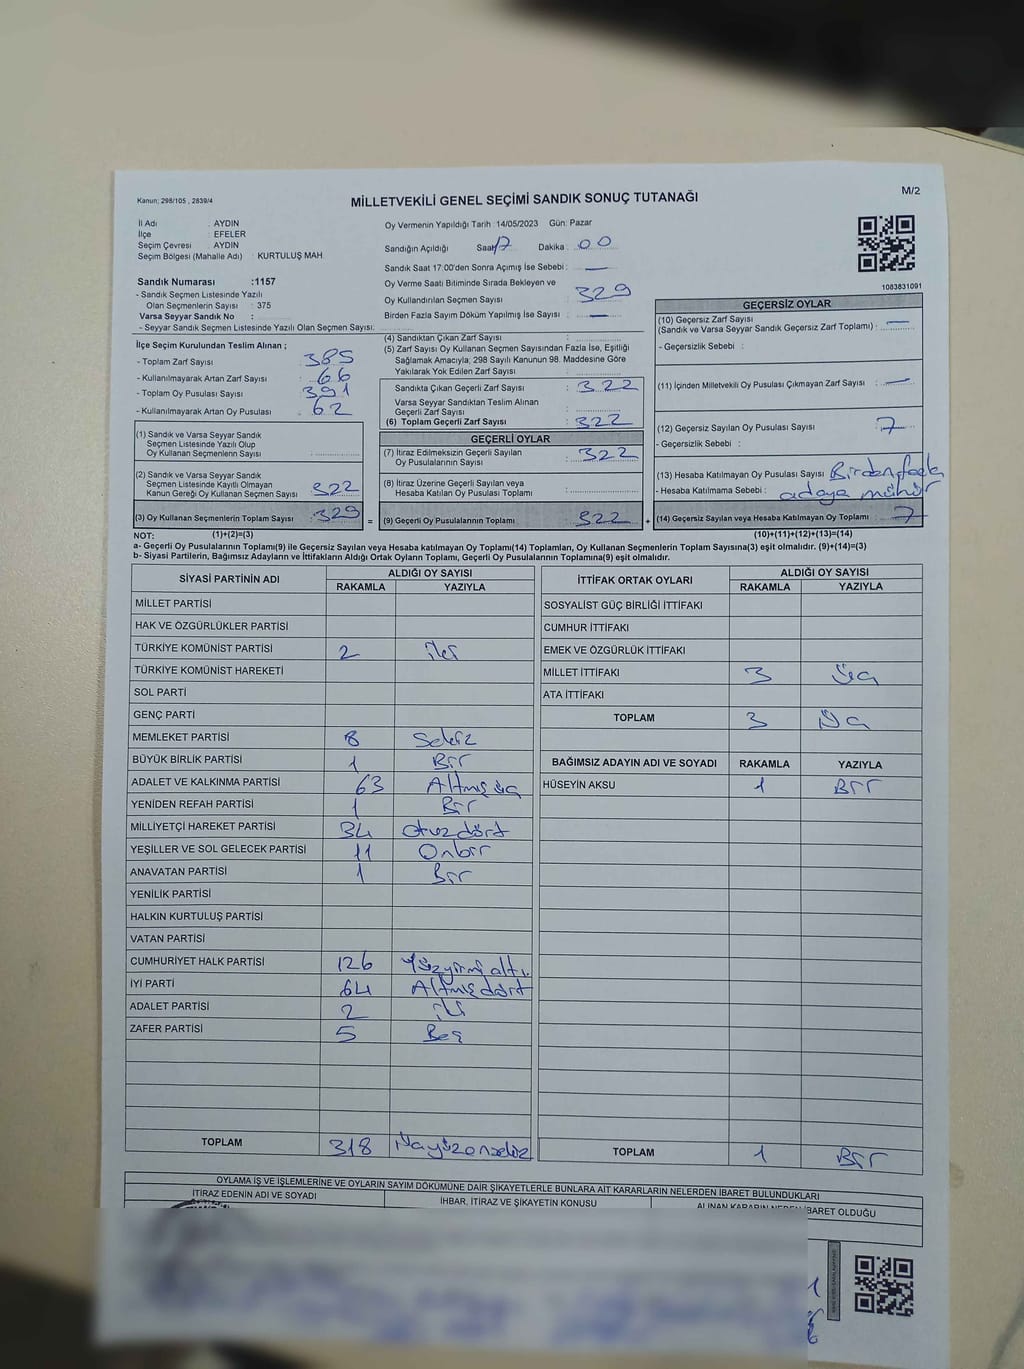 Kanun; 298/105 , 2839/4
MİLLETVEKİLİ GENEL SEÇİMİ SANDIK SONUÇ TUTANAĞI
M/2
İl Adı : AYDIN
İlçe : EFELER
Seçim Çevresi : AYDIN
Seçim Bölgesi (Mahalle Adı) : KURTULUŞ MAH.
Sandık Numarası :1157
- Sandık Seçmen Listesinde Yazılı
Olan Seçmenlerin Sayısı : 375
Varsa Seyyar Sandık No :
- Seyyar Sandık Seçmen Listesinde Yazılı Olan Seçmen Sayısı:
Oy Vermenin Yapıldığı Tarih :14/05/2023 Gün: Pazar
Sandığın Açıldığı Saat 17 Dakika : 00
Sandık Saat 17:00'den Sonra Açımış İse Sebebi : —
Oy Verme Saati Bitiminde Sırada Bekleyen ve
Oy Kullandırılan Seçmen Sayısı : 329
Birden Fazla Sayım Döküm Yapılmış İse Sayısı : —
1083831091
İlçe Seçim Kurulundan Teslim Alınan ;
- Toplam Zarf Sayısı : 385
- Kullanılmayarak Artan Zarf Sayısı : 66
- Toplam Oy Pusulası Sayısı : 391
- Kullanılmayarak Artan Oy Pusulası : 62
(1) Sandık ve Varsa Seyyar Sandık
Seçmen Listesinde Yazılı Olup
Oy Kullanan Seçmenlerin Sayısı :
(2) Sandık ve Varsa Seyyar Sandık
Seçmen Listesinde Kayıtlı Olmayan
Kanun Gereği Oy Kullanan Seçmen Sayısı : 322
(3) Oy Kullanan Seçmenlerin Toplam Sayısı : 329
(4) Sandıktan Çıkan Zarf Sayısı :
(5) Zarf Sayısı Oy Kullanan Seçmen Sayısından Fazla İse, Eşitliği
Sağlamak Amacıyla; 298 Sayılı Kanunun 98. Maddesine Göre
Yakılarak Yok Edilen Zarf Sayısı :
Sandıkta Çıkan Geçerli Zarf Sayısı : 322
Varsa Seyyar Sandıktan Teslim Alınan
Geçerli Zarf Sayısı :
(6) Toplam Geçerli Zarf Sayısı : 322
GEÇERLİ OYLAR
(7) İtiraz Edilmeksizin Geçerli Sayılan
Oy Pusulalarının Sayısı : 322
(8) İtiraz Üzerine Geçerli Sayılan veya
Hesaba Katılan Oy Pusulası Toplamı :
= (9) Geçerli Oy Pusulalarının Toplamı : 322 +
GEÇERSİZ OYLAR
(10) Geçersiz Zarf Sayısı
(Sandık ve Varsa Seyyar Sandık Geçersiz Zarf Toplamı) : —
- Geçersizlik Sebebi :
(11) İçinden Milletvekili Oy Pusulası Çıkmayan Zarf Sayısı : —
(12) Geçersiz Sayılan Oy Pusulası Sayısı : 7
- Geçersizlik Sebebi :
(13) Hesaba Katılmayan Oy Pusulası Sayısı : Birden fazla
- Hesaba Katılmama Sebebi : adaya mühür
(14) Geçersiz Sayılan veya Hesaba Katılmayan Oy Toplamı : 7
NOT: (1)+(2)=(3) (10)+(11)+(12)+(13)=(14)
a- Geçerli Oy Pusulalarının Toplamı(9) ile Geçersiz Sayılan veya Hesaba katılmayan Oy Toplamı(14) Toplamları, Oy Kullanan Seçmenlerin Toplam Sayısına(3) eşit olmalıdır. (9)+(14)=(3)
b- Siyasi Partilerin, Bağımsız Adayların ve İttifakların Aldığı Ortak Oyların Toplamı, Geçerli Oy Pusulalarının Toplamına(9) eşit olmalıdır.
SİYASİ PARTİNİN ADI ALDIĞI OY SAYISI
RAKAMLA YAZIYLA
MİLLET PARTİSİ
HAK VE ÖZGÜRLÜKLER PARTİSİ
TÜRKİYE KOMÜNİST PARTİSİ 2 iki
TÜRKİYE KOMÜNİST HAREKETİ
SOL PARTİ
GENÇ PARTİ
MEMLEKET PARTİSİ 8 Sekiz
BÜYÜK BİRLİK PARTİSİ 1 Bir
ADALET VE KALKINMA PARTİSİ 63 Altmış üç
YENİDEN REFAH PARTİSİ 1 Bir
MİLLİYETÇİ HAREKET PARTİSİ 34 Otuz dört
YEŞİLLER VE SOL GELECEK PARTİSİ 11 Onbir
ANAVATAN PARTİSİ 1 Bir
YENİLİK PARTİSİ
HALKIN KURTULUŞ PARTİSİ
VATAN PARTİSİ
CUMHURİYET HALK PARTİSİ 126 Yüzyirmi altı
İYİ PARTİ 64 Altmış dört
ADALET PARTİSİ 2 iki
ZAFER PARTİSİ 5 Beş
TOPLAM 318 Üçyüzonsekiz
İTTİFAK ORTAK OYLARI ALDIĞI OY SAYISI
RAKAMLA YAZIYLA
SOSYALİST GÜÇ BİRLİĞİ İTTİFAKI
CUMHUR İTTİFAKI
EMEK VE ÖZGÜRLÜK İTTİFAKI
MİLLET İTTİFAKI 3 Üç
ATA İTTİFAKI
TOPLAM 3 Üç
BAĞIMSIZ ADAYIN ADI VE SOYADI RAKAMLA YAZIYLA
HÜSEYİN AKSU 1 Bir
TOPLAM 1 Bir
OYLAMA İŞ VE İŞLEMLERİNE VE OYLARIN SAYIM DÖKÜMÜNE DAİR ŞİKAYETLERLE BUNLARA AİT KARARLARIN NELERDEN İBARET BULUNDUKLARI
İTİRAZ EDENİN ADI VE SOYADI İHBAR, İTİRAZ VE ŞİKAYETİN KONUSU ALINAN KARARIN NEDEN İBARET OLDUĞU